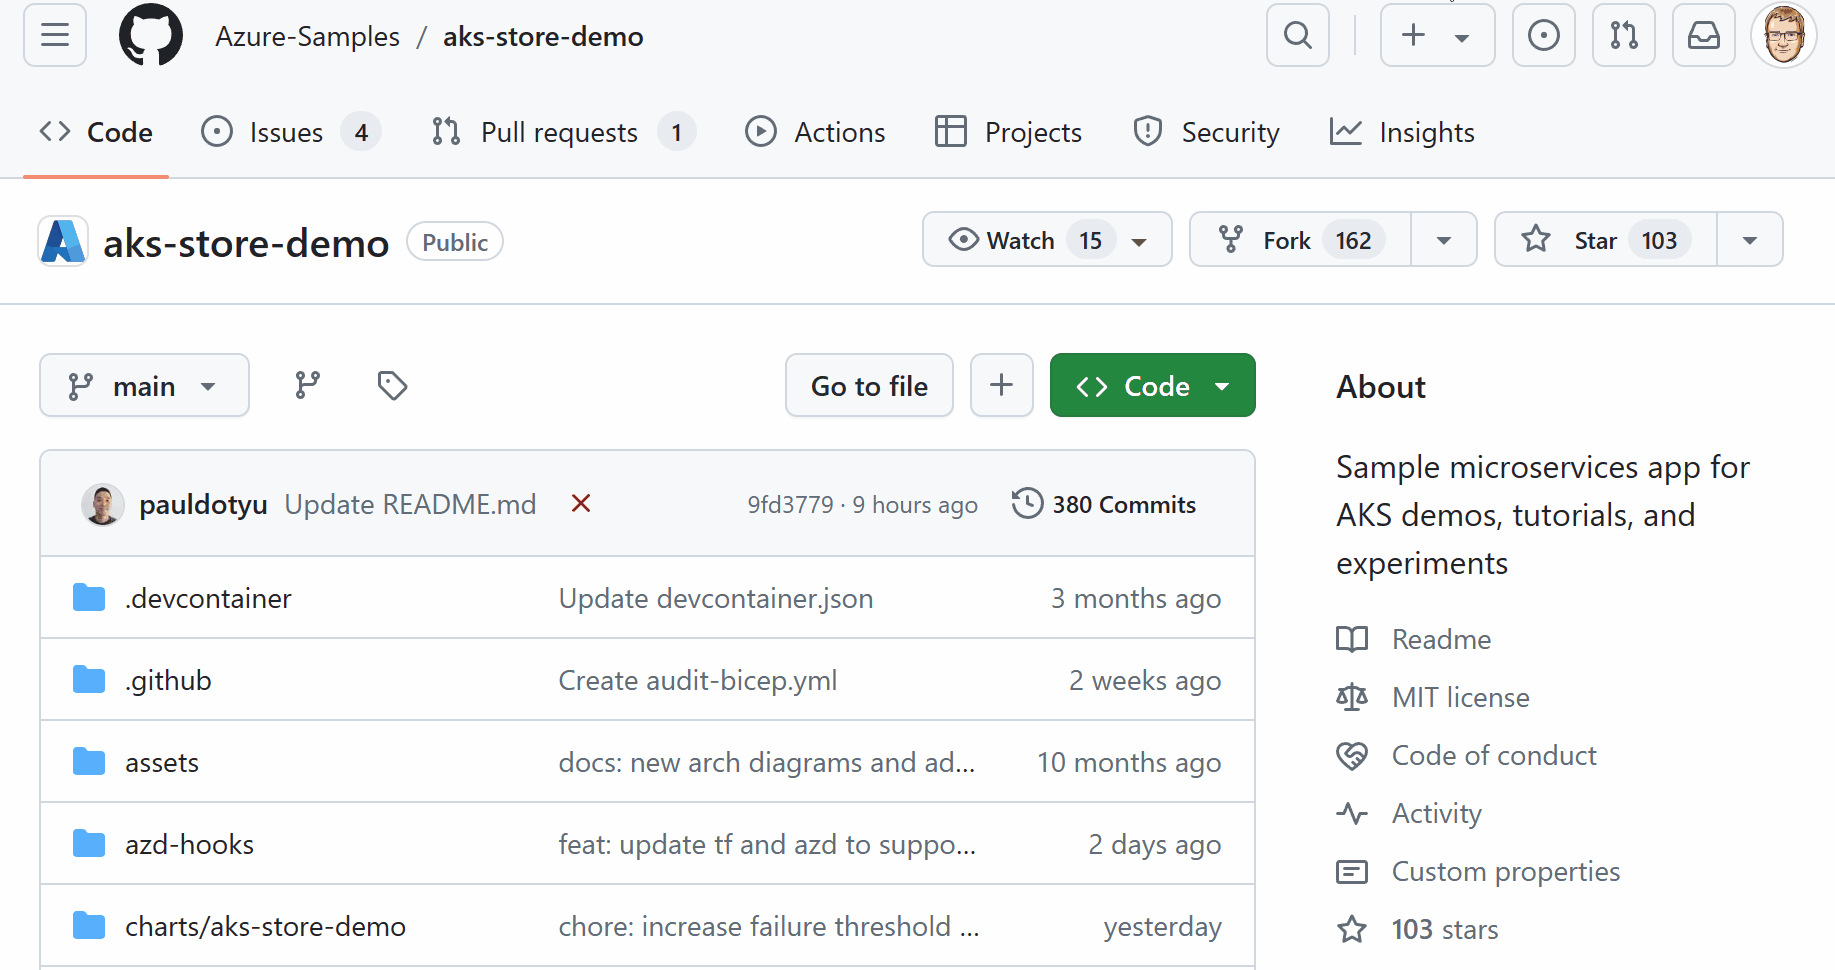 Azure-Samples / aks-store-demo
Code Issues 4 Pull requests 1 Actions Projects Security Insights
aks-store-demo Public Watch 15 Fork 162 Star 103
main Go to file Code
pauldotyu Update README.md 9fd3779 · 9 hours ago 380 Commits
.devcontainer Update devcontainer.json 3 months ago
.github Create audit-bicep.yml 2 weeks ago
assets docs: new arch diagrams and ad... 10 months ago
azd-hooks feat: update tf and azd to suppo... 2 days ago
charts/aks-store-demo chore: increase failure threshold ... yesterday
About
Sample microservices app for
AKS demos, tutorials, and
experiments
Readme
MIT license
Code of conduct
Activity
Custom properties
103 stars